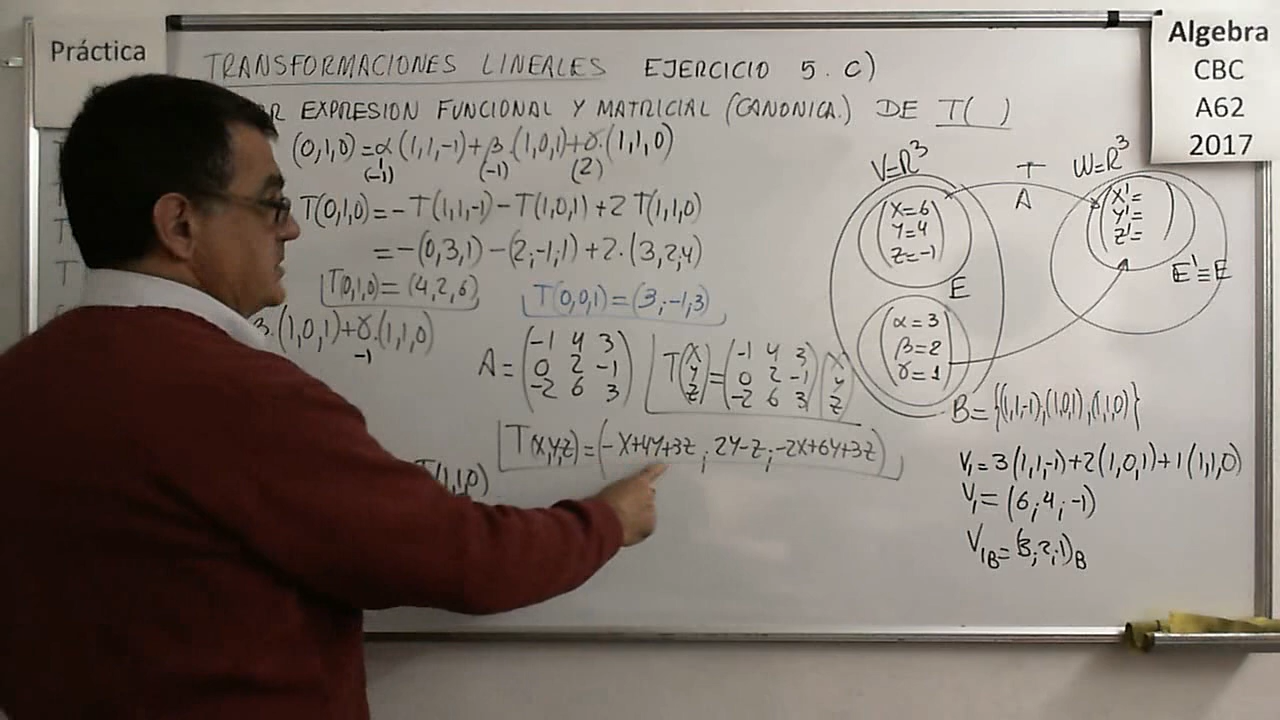 Práctica
TRANSFORMACIONES LINEALES EJERCICIO 5.C)
R EXPRESION FUNCIONAL Y MATRICIAL (CANONICA.) DE T( )
(0,1,0)=α(1,1,-1)+β.(1,0,1)+γ.(1,1,0)
(-1) (-1) (2)
T(0,1,0)=-T(1,1,-1)-T(1,0,1)+2T(1,1,0)
=-(0,3,1)-(2,-1,1)+2.(3,2,4)
T(0,1,0)=(4,2,6)
T(0,0,1)=(3,-1,3)
.(1,0,1)+γ.(1,1,0)
-1
A=
-1 4 3
0 2 -1
-2 6 3
T(x y z)=
-1 4 3
0 2 -1
-2 6 3
x
y
z
T(x,y,z)=(-x+4y+3z; 2y-z;-2x+6y+3z)
T(1,1,0)
Algebra
CBC
A62
2017
V=R³
T
A
W=R³
x=6
y=4
z=-1
E
x'=
y'=
z'=
E'=E
α=3
β=2
γ=1
B={(1,1,-1),(1,0,1),(1,1,0)}
V₁=3(1,1,-1)+2(1,0,1)+1(1,1,0)
V₁=(6;4,-1)
V₁B=(3;2;1)B